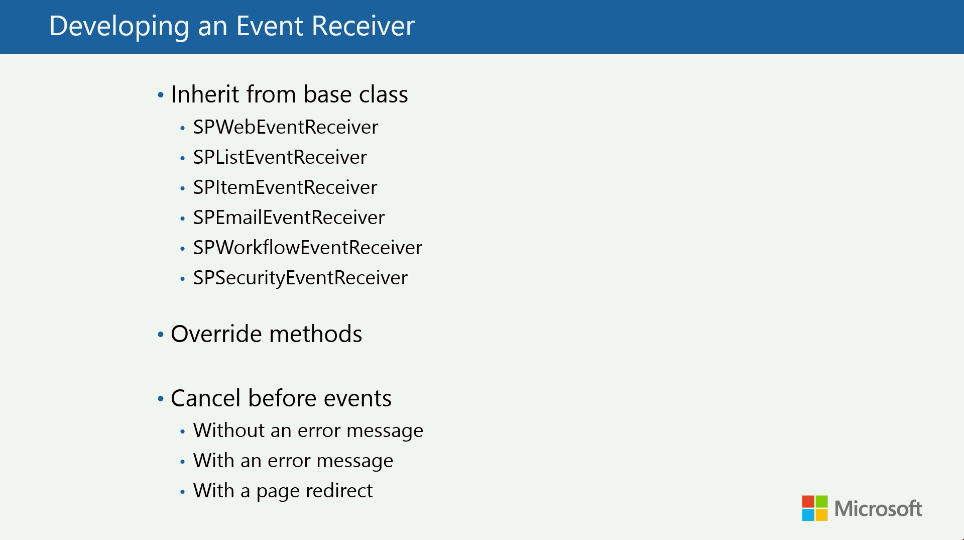 Developing an Event Receiver
• Inherit from base class
• SPWebEventReceiver
• SPListEventReceiver
• SPItemEventReceiver
• SPEmailEventReceiver
• SPWorkflowEventReceiver
• SPSecurityEventReceiver
• Override methods
• Cancel before events
• Without an error message
• With an error message
• With a page redirect
Microsoft